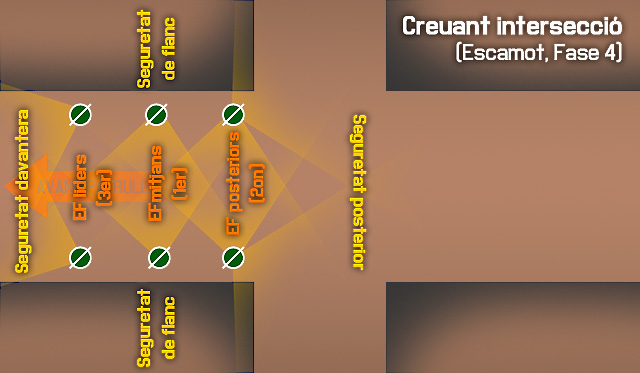 Creuant intersecció
(Escamot, Fase 4)
Seguretat
de flanc
Seguretat davantera
EF líders
(3er)
EF mitjans
(1er)
EF posteriors
(2on)
Seguretat posterior
Seguretat
de flanc